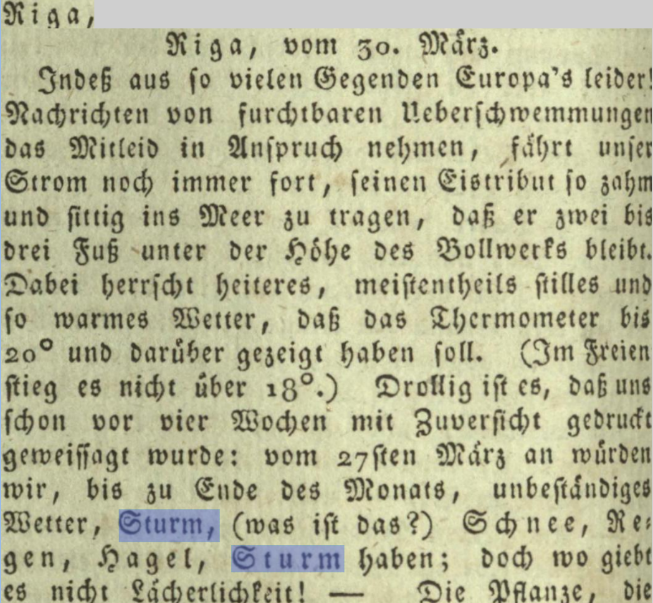 Riga,
Riga, vom 30. März.
Indeß aus so vielen Gegenden Europa's leider!
Nachrichten von furchtbaren Ueberschwemmungen
das Mitleid in Anspruch nehmen, fährt unser
Strom noch immer fort, seinen Eistribut so zahm
und sittig ins Meer zu tragen, daß er zwei bis
drei Fuß unter der Höhe des Bollwerks bleibt.
Dabei herrscht heiteres, meistentheils stilles und
so warmes Wetter, daß das Thermometer bis
20° und darüber gezeigt haben soll. (Im Freien
stieg es nicht über 18°.) Drollig ist es, daß uns
schon vor vier Wochen mit Zuversicht gedruckt
geweissagt wurde: vom 27sten März an würden
wir, bis zu Ende des Monats, unbeständiges
Wetter, Sturm, (was ist das?) Schnee, Re-
gen, Hagel, Sturm haben; doch wo giebt
es nicht Lächerlichkeit! — Die Pflanze, die